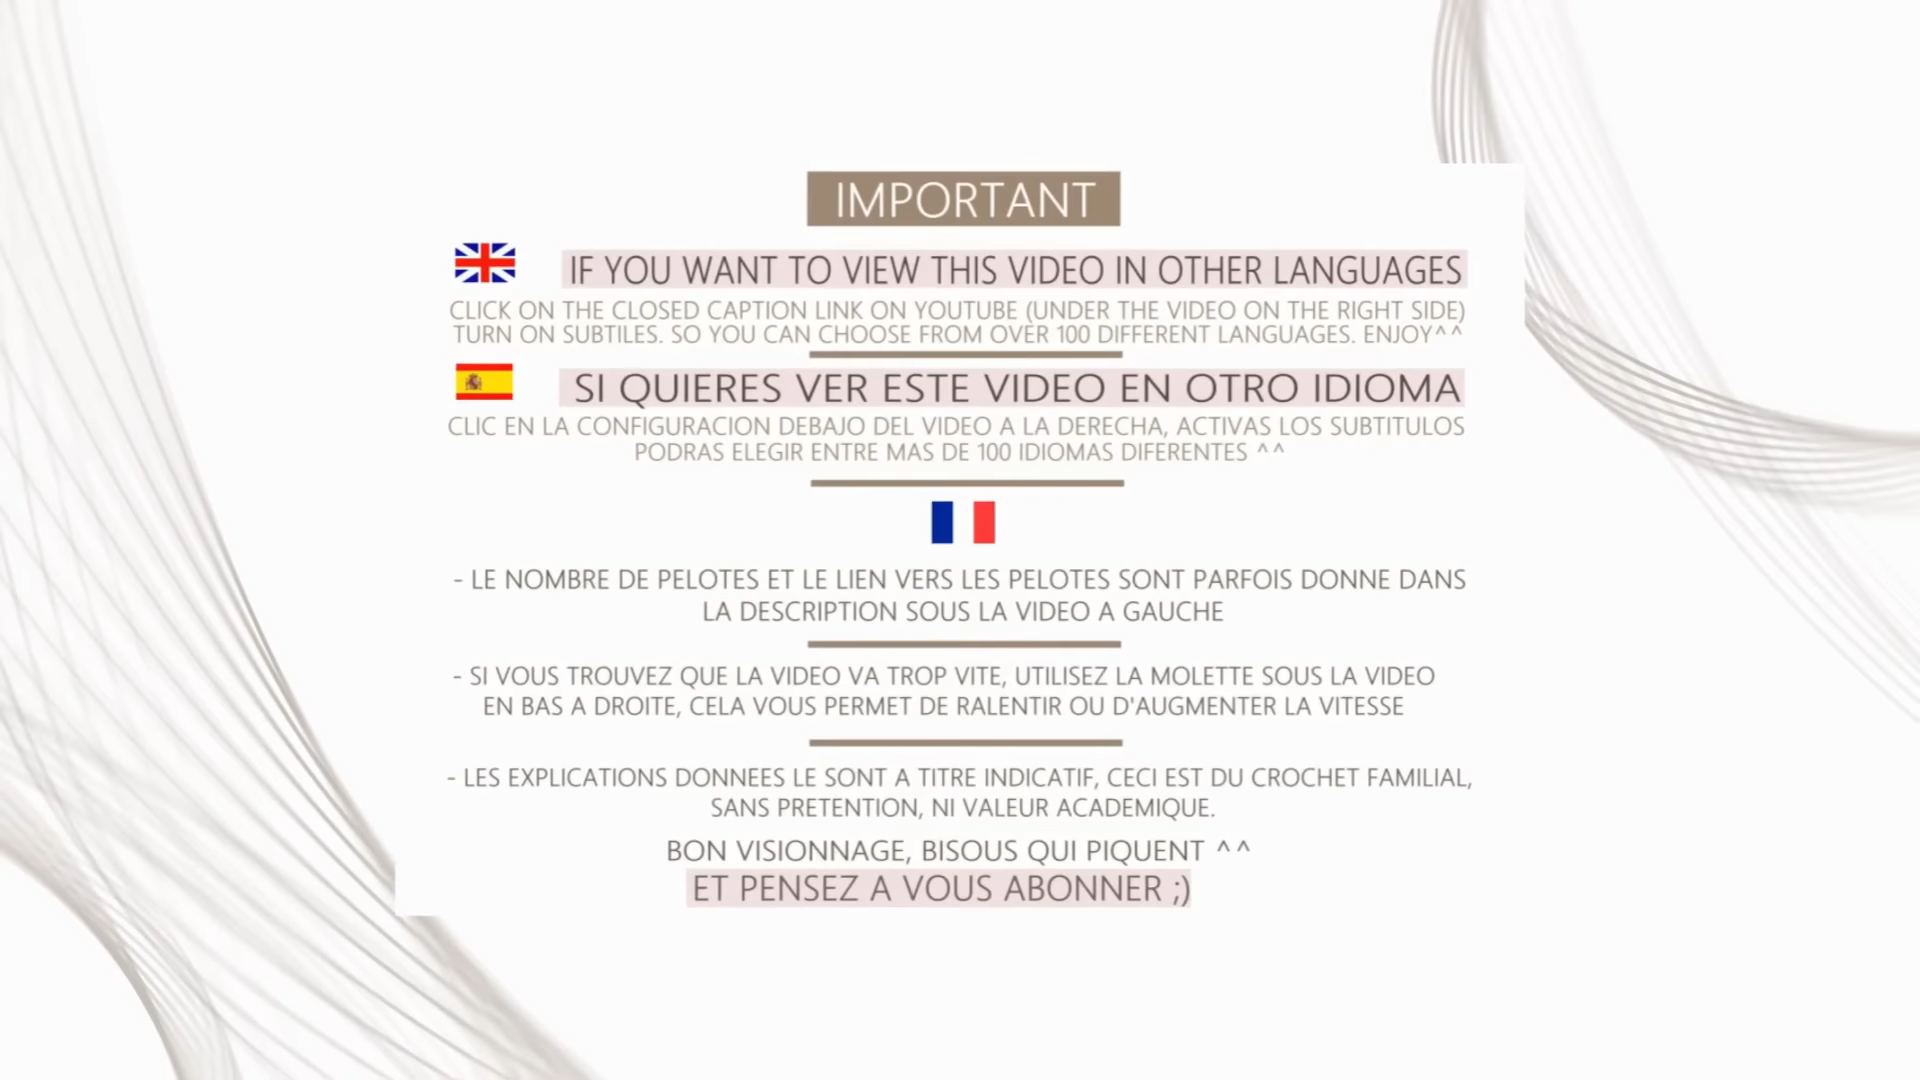 IMPORTANT
IF YOU WANT TO VIEW THIS VIDEO IN OTHER LANGUAGES
CLICK ON THE CLOSED CAPTION LINK ON YOUTUBE (UNDER THE VIDEO ON THE RIGHT SIDE)
TURN ON SUBTILES. SO YOU CAN CHOOSE FROM OVER 100 DIFFERENT LANGUAGES. ENJOY^^
SI QUIERES VER ESTE VIDEO EN OTRO IDIOMA
CLIC EN LA CONFIGURACION DEBAJO DEL VIDEO A LA DERECHA, ACTIVAS LOS SUBTITULOS
PODRAS ELEGIR ENTRE MAS DE 100 IDIOMAS DIFERENTES ^^
- LE NOMBRE DE PELOTES ET LE LIEN VERS LES PELOTES SONT PARFOIS DONNE DANS
LA DESCRIPTION SOUS LA VIDEO A GAUCHE
- SI VOUS TROUVEZ QUE LA VIDEO VA TROP VITE, UTILISEZ LA MOLETTE SOUS LA VIDEO
EN BAS A DROITE, CELA VOUS PERMET DE RALENTIR OU D'AUGMENTER LA VITESSE
- LES EXPLICATIONS DONNEES LE SONT A TITRE INDICATIF, CECI EST DU CROCHET FAMILIAL,
SANS PRETENTION, NI VALEUR ACADEMIQUE.
BON VISIONNAGE, BISOUS QUI PIQUENT ^^
ET PENSEZ A VOUS ABONNER ;)